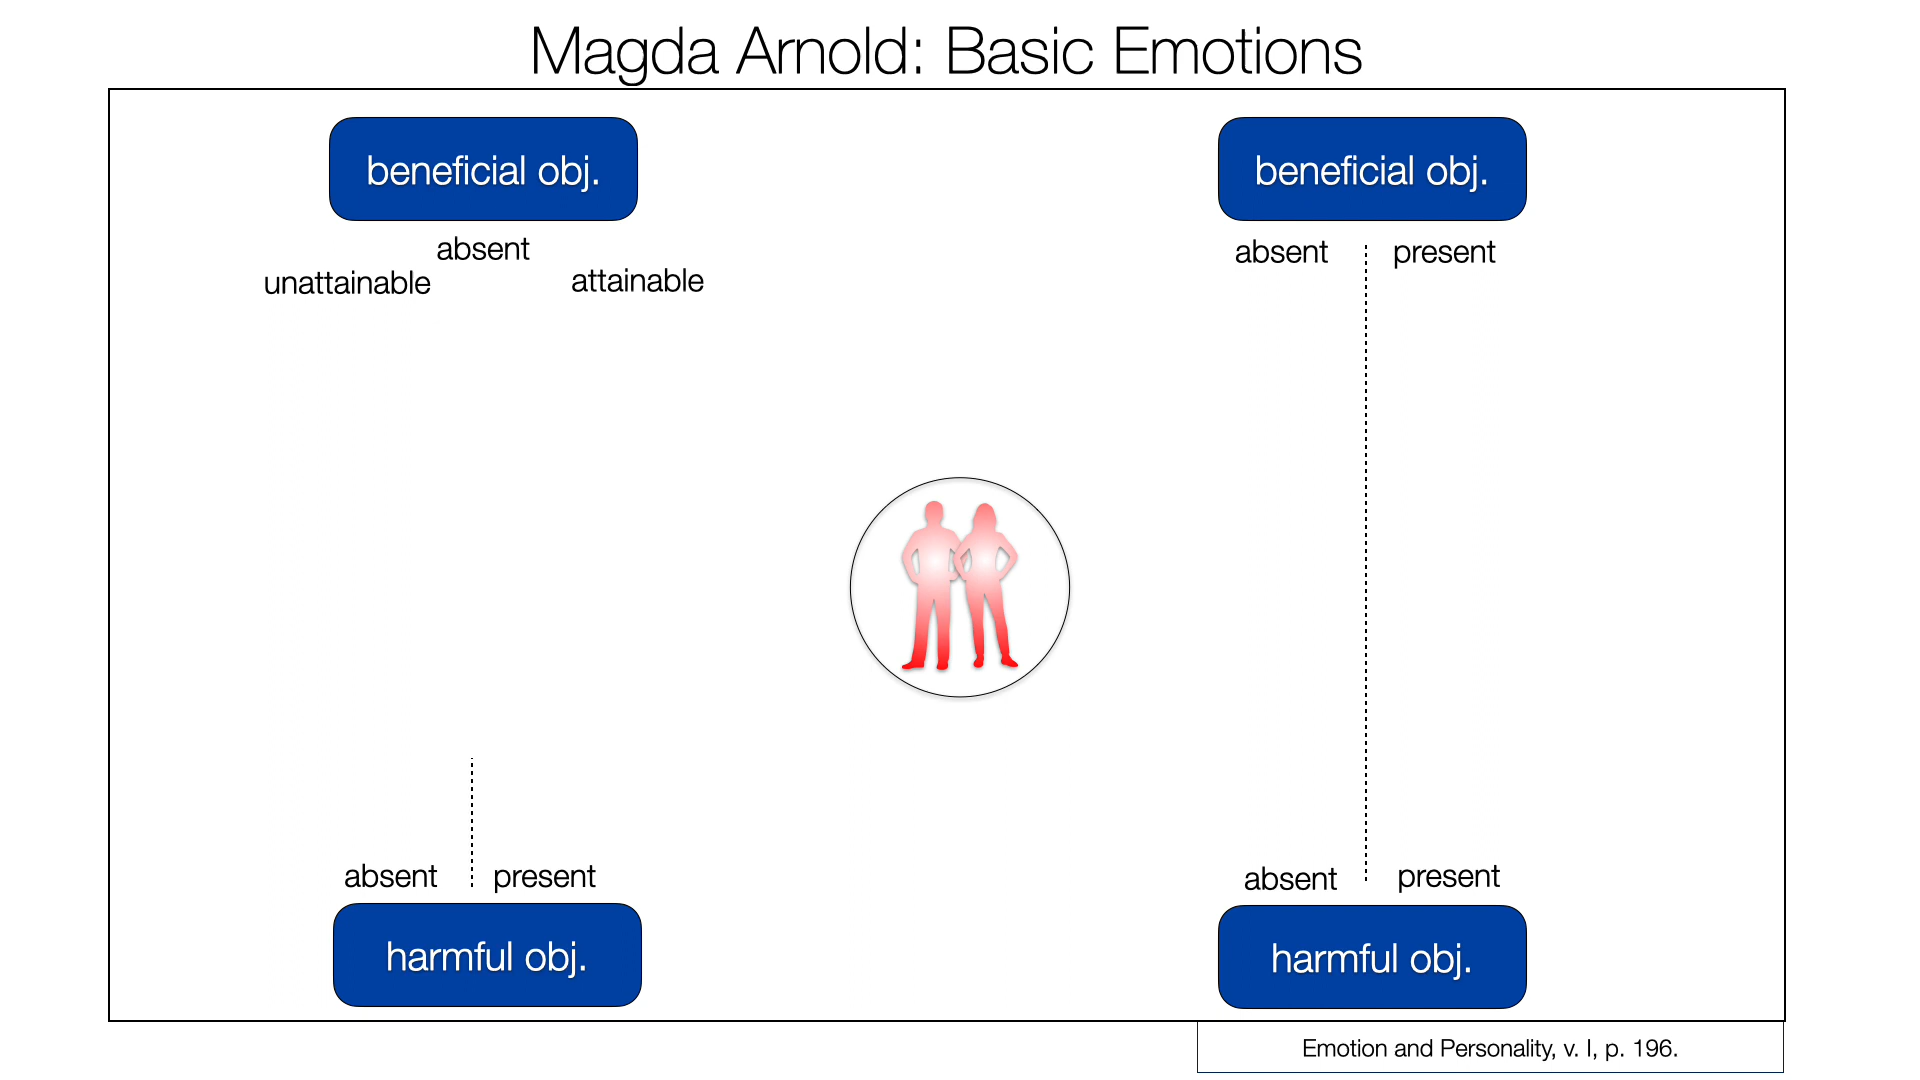 Magda Arnold: Basic Emotions
beneficial obj.
beneficial obj.
absent
unattainable
attainable
absent
present
absent
present
absent
present
harmful obj.
harmful obj.
Emotion and Personality, v. I, p. 196.